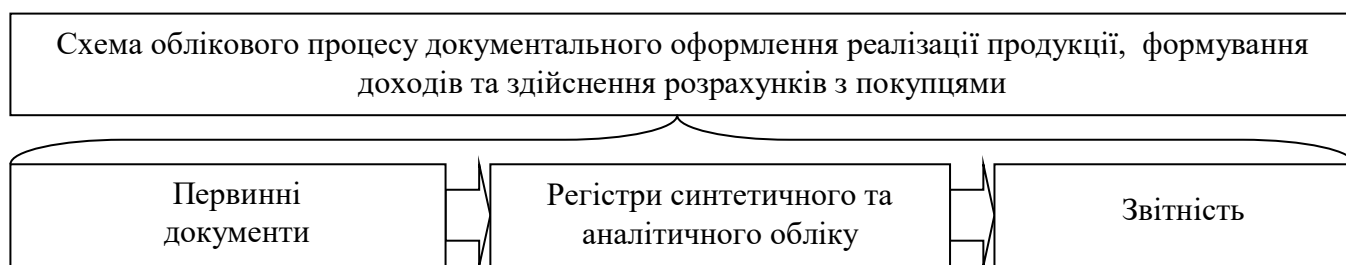 Схема облікового процесу документального оформлення реалізації продукції, формування
доходів та здійснення розрахунків з покупцями
Первинні
документи
Регістри синтетичного та
аналітичного обліку
Звітність